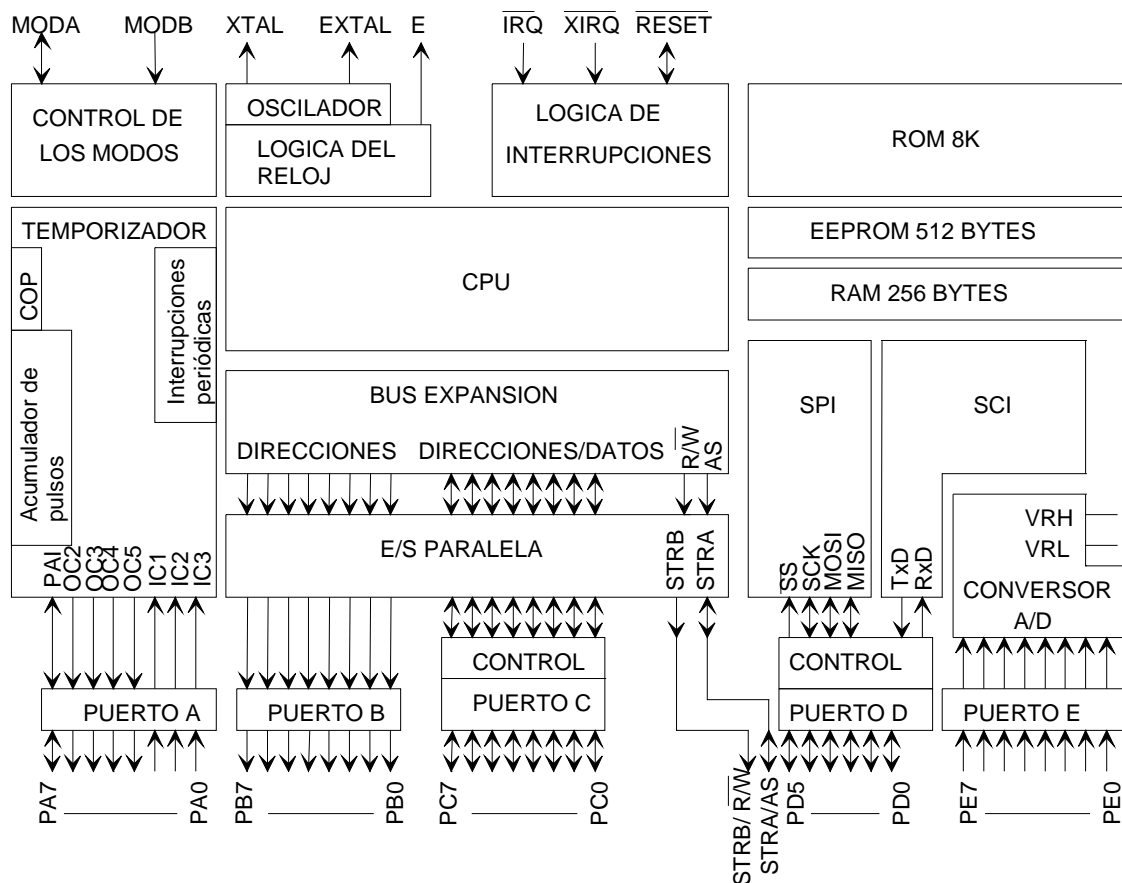 MODA MODB XTAL EXTAL E IRQ XIRQ RESET
CONTROL DE
LOS MODOS
OSCILADOR
LOGICA DEL
RELOJ
LOGICA DE
INTERRUPCIONES
ROM 8K
TEMPORIZADOR
COP
Interrupciones
periódicas
Acumulador de
pulsos
CPU
EEPROM 512 BYTES
RAM 256 BYTES
BUS EXPANSION
DIRECCIONES DIRECCIONES/DATOS R/W AS
SPI
SCI
E/S PARALELA
STRB STRA
PAI OC2 OC3 OC4 OC5 IC1 IC2 IC3
SS SCK MOSI MISO
TxD RxD
VRH
VRL
CONVERSOR
A/D
CONTROL
CONTROL
PUERTO A
PUERTO B
PUERTO C
PUERTO D
PUERTO E
PA7 PA0
PB7 PB0
PC7 PC0
STRB/ R/W
STRA/AS
PD5 PD0
PE7 PE0